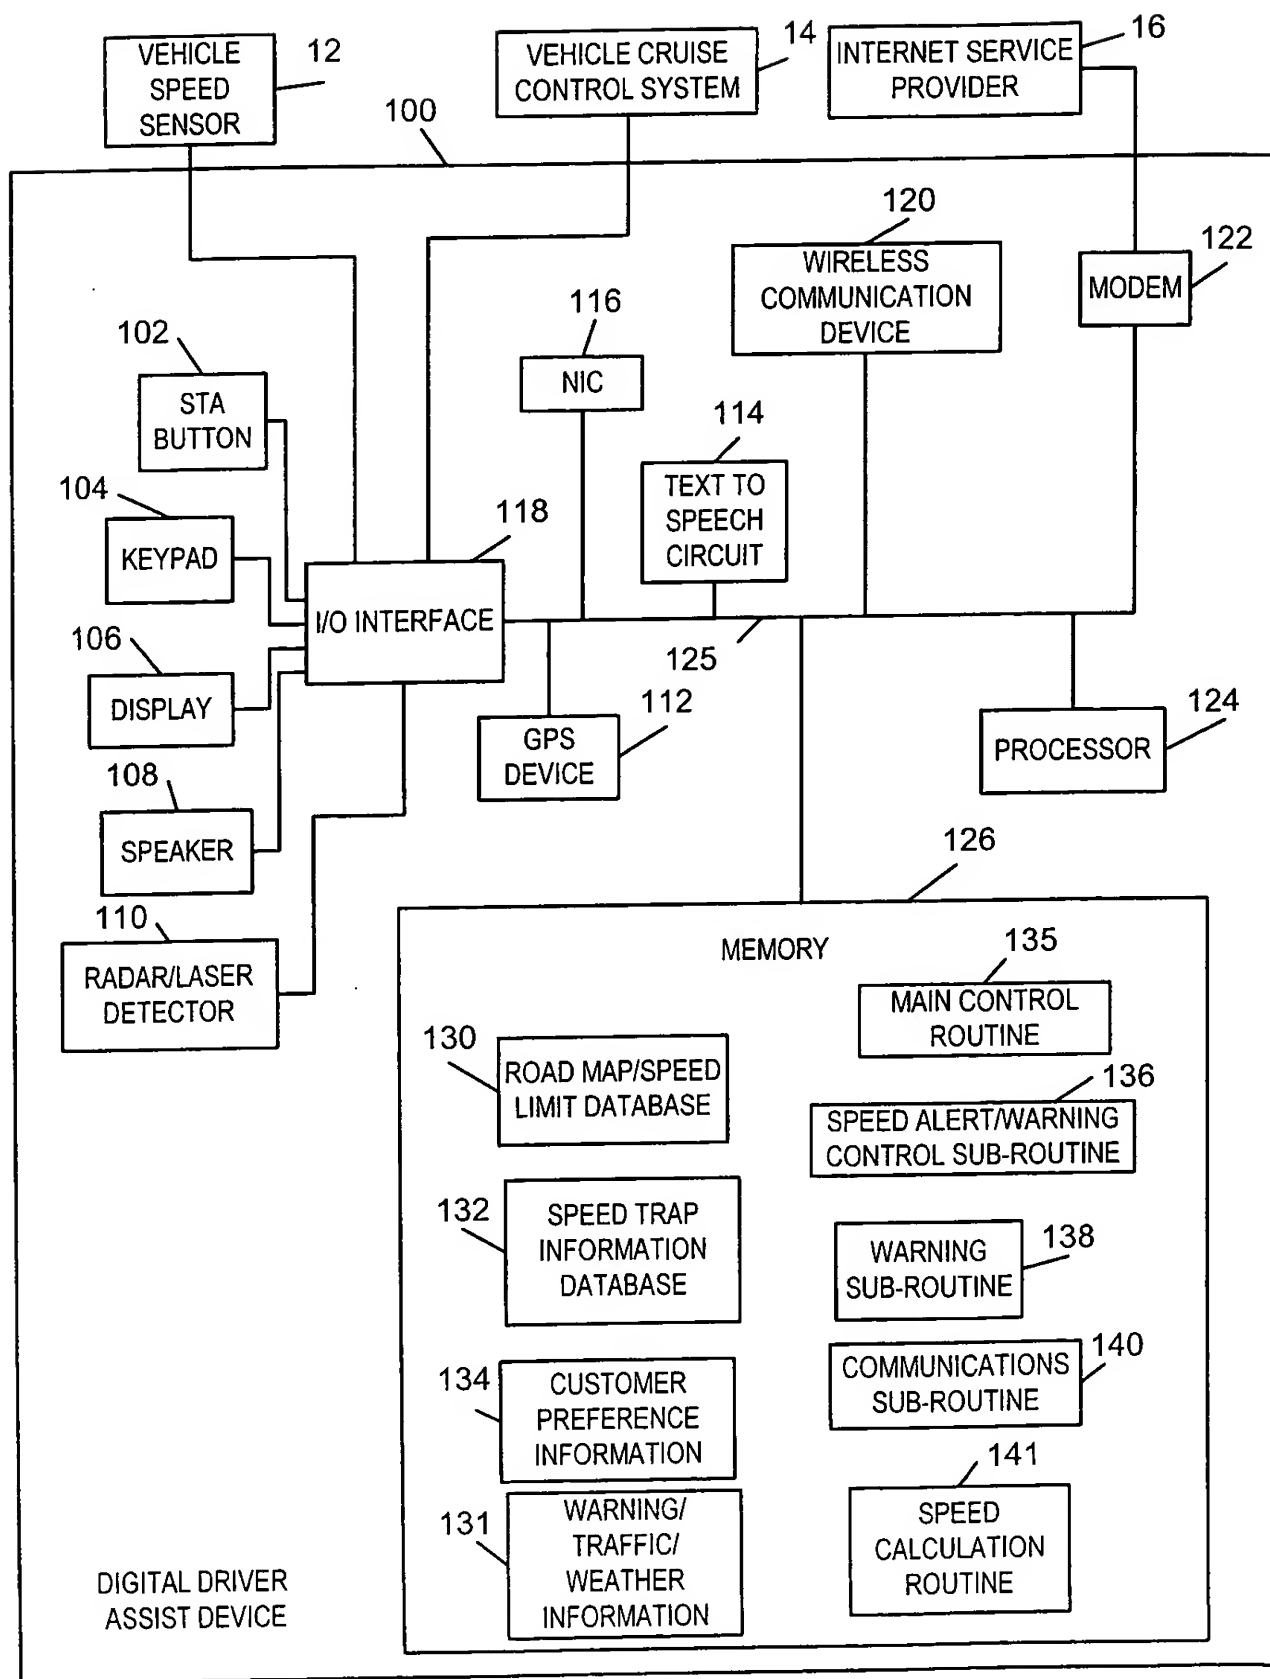 VEHICLE
SPEED
SENSOR
12
VEHICLE CRUISE
CONTROL SYSTEM
14
INTERNET SERVICE
PROVIDER
16
100
120
WIRELESS
COMMUNICATION
DEVICE
122
MODEM
116
NIC
102
STA
BUTTON
114
TEXT TO
SPEECH
CIRCUIT
104
KEYPAD
118
I/O INTERFACE
125
106
DISPLAY
112
GPS
DEVICE
124
PROCESSOR
108
SPEAKER
110
RADAR/LASER
DETECTOR
126
MEMORY
135
MAIN CONTROL
ROUTINE
130
ROAD MAP/SPEED
LIMIT DATABASE
136
SPEED ALERT/WARNING
CONTROL SUB-ROUTINE
132
SPEED TRAP
INFORMATION
DATABASE
138
WARNING
SUB-ROUTINE
134
CUSTOMER
PREFERENCE
INFORMATION
140
COMMUNICATIONS
SUB-ROUTINE
131
WARNING/
TRAFFIC/
WEATHER
INFORMATION
141
SPEED
CALCULATION
ROUTINE
DIGITAL DRIVER
ASSIST DEVICE